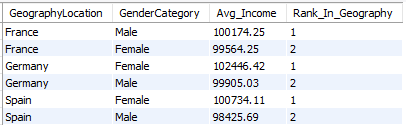 GeographyLocation GenderCategory Avg_Income Rank_In_Geography
France Male 100174.25 1
France Female 99564.25 2
Germany Female 102446.42 1
Germany Male 99905.03 2
Spain Female 100734.11 1
Spain Male 98425.69 2